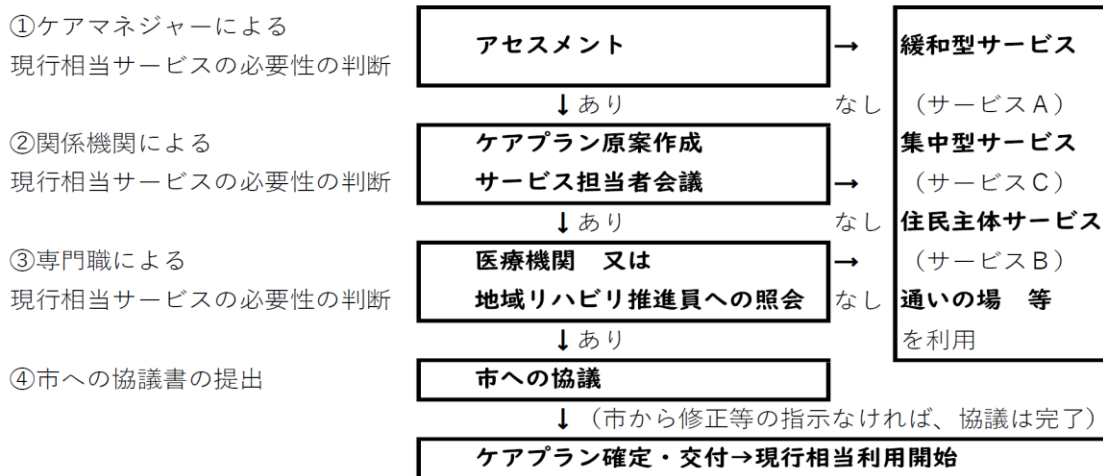 ①ケアマネジャーによる
現行相当サービスの必要性の判断
アセスメント
→
緩和型サービス
↓あり
なし
（サービスA）
②関係機関による
現行相当サービスの必要性の判断
ケアプラン原案作成
サービス担当者会議
→
集中型サービス
（サービスC）
↓あり
なし
住民主体サービス
③専門職による
現行相当サービスの必要性の判断
医療機関　又は
地域リハビリ推進員への照会
→
（サービスB）
なし
通いの場　等
を利用
↓あり
④市への協議書の提出
市への協議
↓（市から修正等の指示なければ、協議は完了）
ケアプラン確定・交付→現行相当利用開始